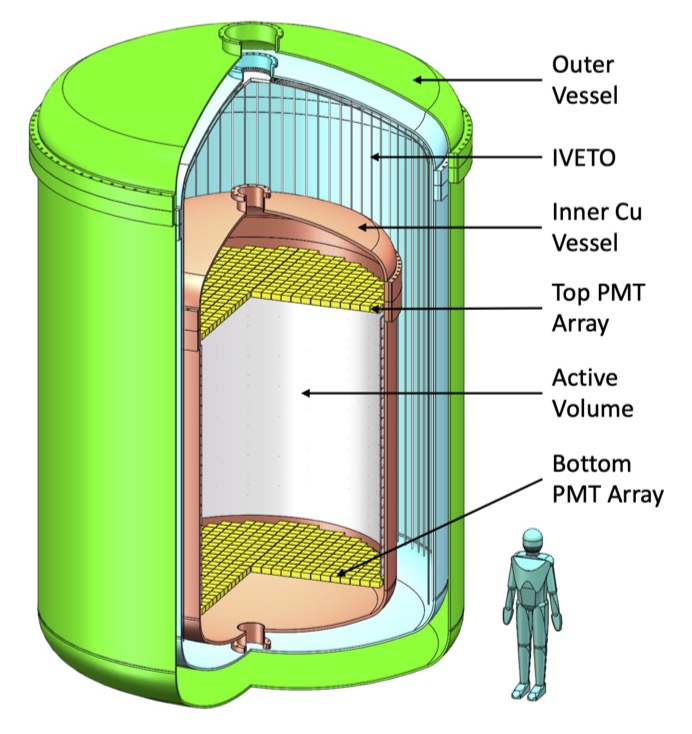 Outer
Vessel
IVETO
Inner Cu
Vessel
Top PMT
Array
Active
Volume
Bottom
PMT Array